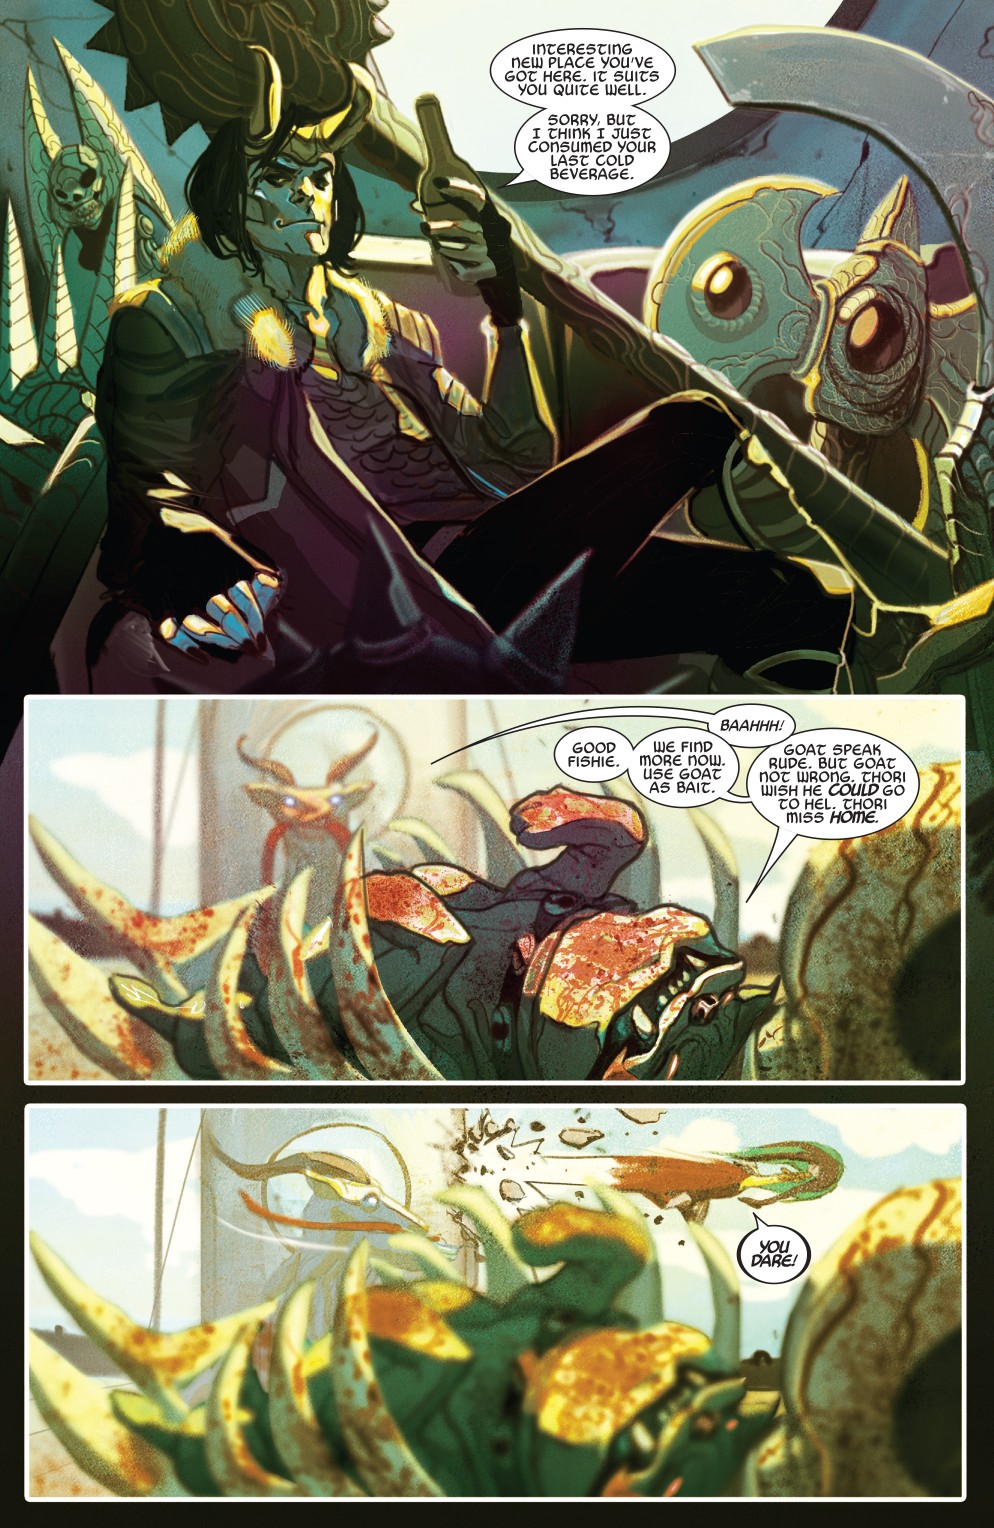 INTERESTING
NEW PLACE YOU'VE
GOT HERE. IT SUITS
YOU QUITE WELL.
SORRY, BUT
I THINK I JUST
CONSUMED YOUR
LAST COLD
BEVERAGE.
BAAHHH!
GOOD
FISHIE.
WE FIND
MORE NOW.
USE GOAT
AS BAIT.
GOAT SPEAK
RUDE. BUT GOAT
NOT WRONG. THORI
WISH HE COULD GO
TO HEL. THORI
MISS HOME.
YOU
DARE!